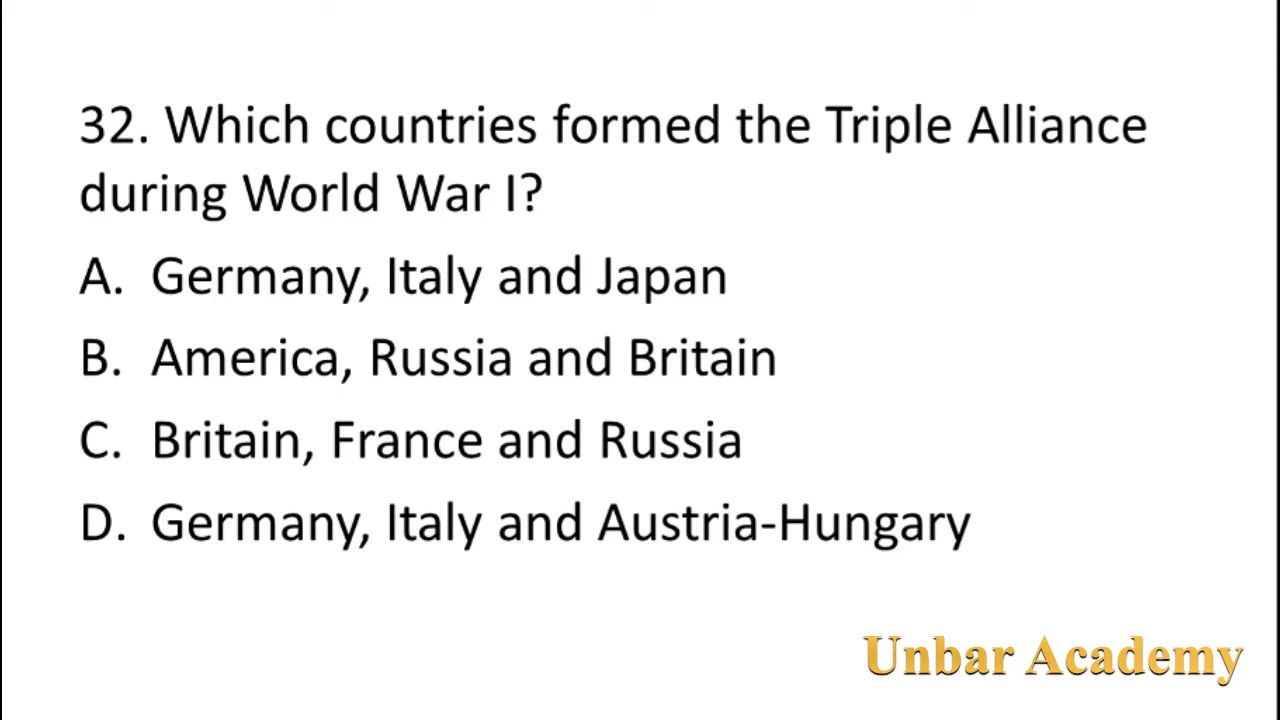 32. Which countries formed the Triple Alliance
during World War I?
A. Germany, Italy and Japan
B. America, Russia and Britain
C. Britain, France and Russia
D. Germany, Italy and Austria-Hungary
Unbar Academy